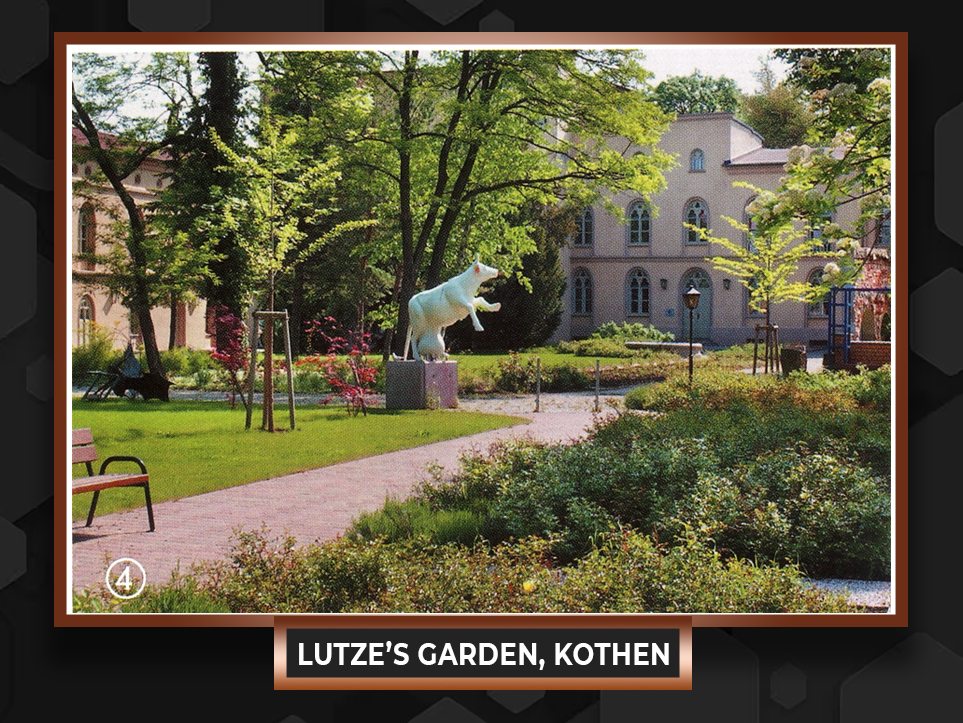 ④
LUTZE’S GARDEN, KOTHEN